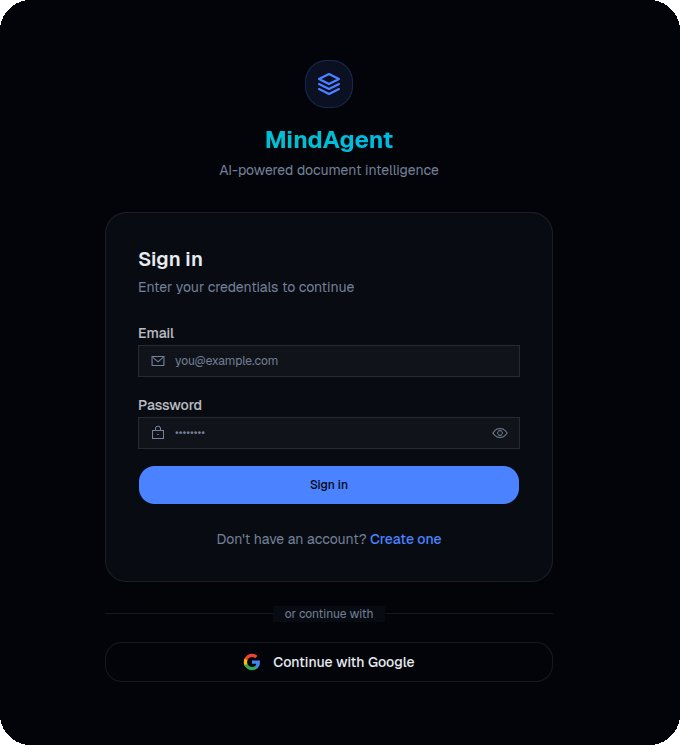 MindAgent
AI-powered document intelligence
Sign in
Enter your credentials to continue
Email
you@example.com
Password
••••••••
Sign in
Don't have an account? Create one
or continue with
Continue with Google